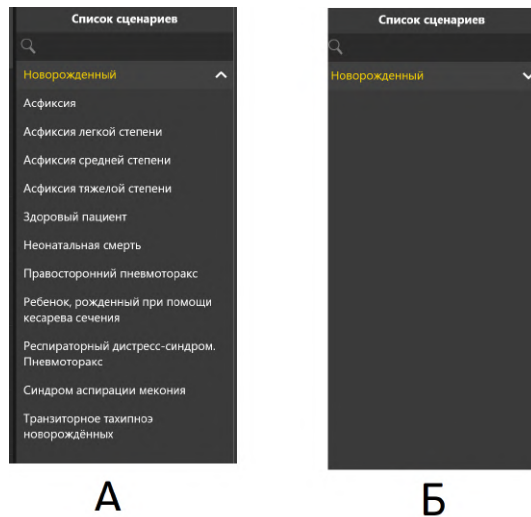 Список сценариев
Новорожденный
Асфиксия
Асфиксия легкой степени
Асфиксия средней степени
Асфиксия тяжелой степени
Здоровый пациент
Неонатальная смерть
Правосторонний пневмоторакс
Ребенок, рожденный при помощи
кесарева сечения
Респираторный дистресс-синдром.
Пневмоторакс
Синдром аспирации мекония
Транзиторное тахипноэ
новорождённых
А
Список сценариев
Новорожденный
Б